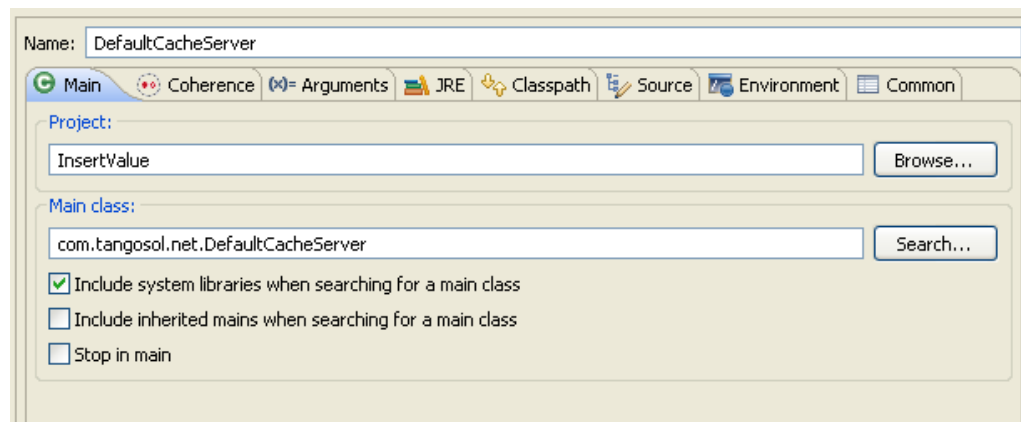 Name: DefaultCacheServer
Main Coherence (x)= Arguments JRE Classpath Source Environment Common
Project:
InsertValue Browse...
Main class:
com.tangosol.net.DefaultCacheServer Search...
Include system libraries when searching for a main class
Include inherited mains when searching for a main class
Stop in main